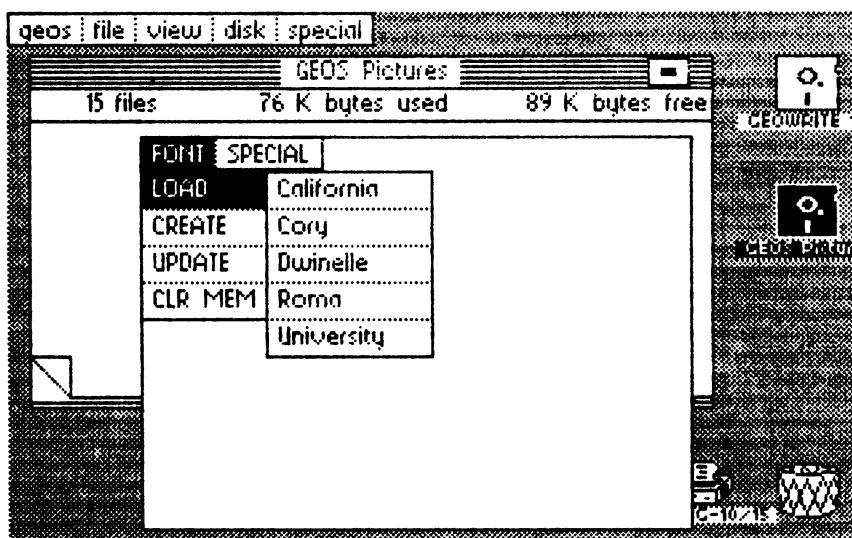 geos file view disk special
GEOS Pictures
15 files 76 K bytes used 89 K bytes free
GEOWRITE
FONT SPECIAL
LOAD California
CREATE Cory
UPDATE Dwinelle
CLR MEM Roma
University